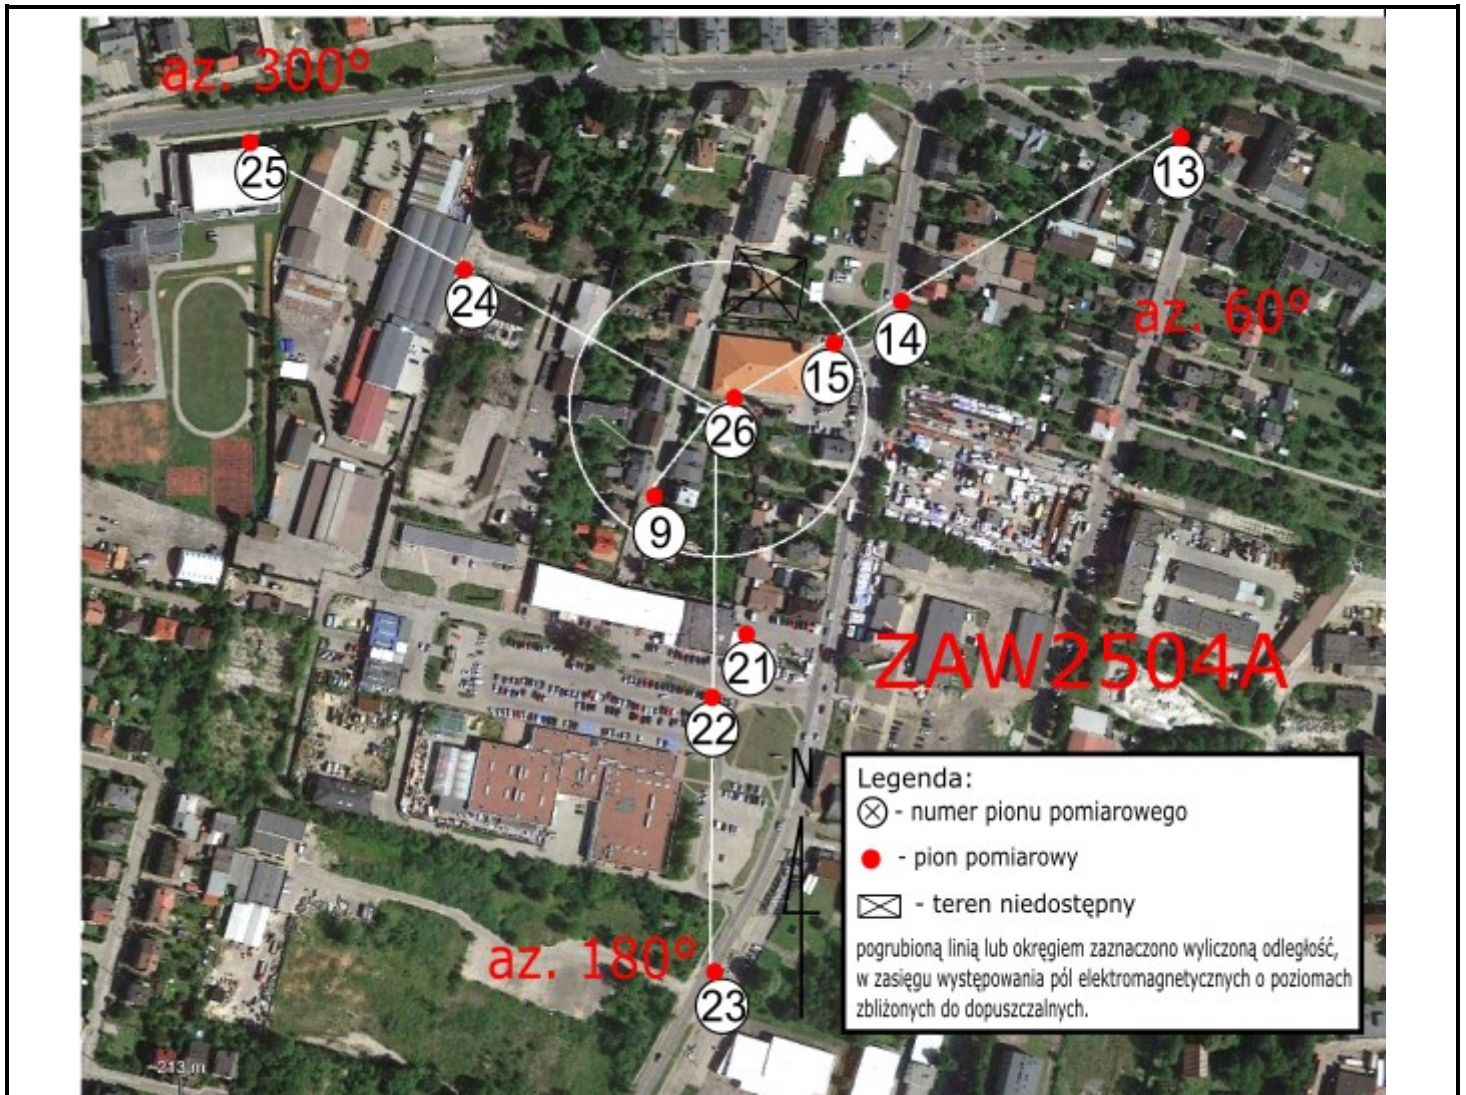 az. 300°
25
13
24
az. 60°
14
15
26
9
ZAW2504A
21
22
N
Legenda:
- numer pionu pomiarowego
- pion pomiarowy
- teren niedostępny
pogrubioną linią lub okręgiem zaznaczono wyliczoną odległość,
w zasięgu występowania pól elektromagnetycznych o poziomach
zbliżonych do dopuszczalnych.
az. 180°
23
213 m